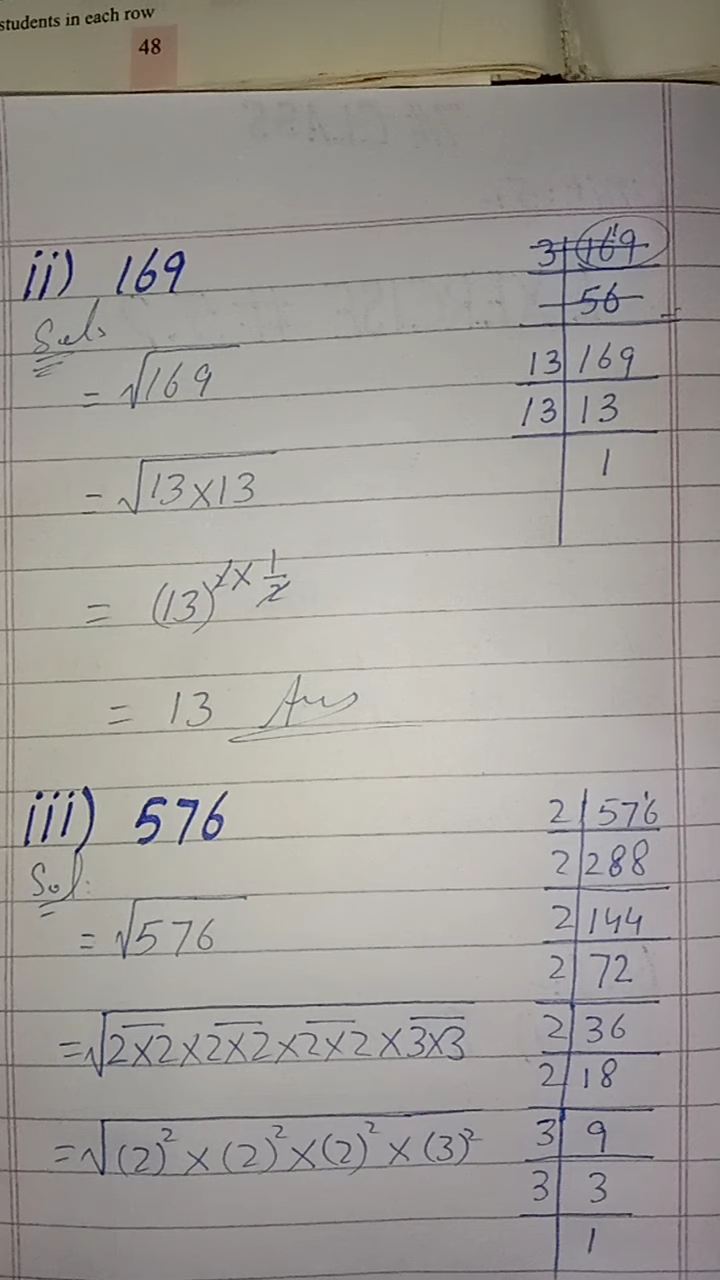 students in each row
48
ii) 169
Sol:
= √169
= √13×13
= (13)^2×1/2
= 13 Ans
3 | 169
56
13 | 169
13 | 13
1
iii) 576
Sol:
= √576
= √2×2×2×2×2×2×3×3
= √(2)²×(2)²×(2)²×(3)²
2 | 576
2 | 288
2 | 144
2 | 72
2 | 36
2 | 18
3 | 9
3 | 3
1